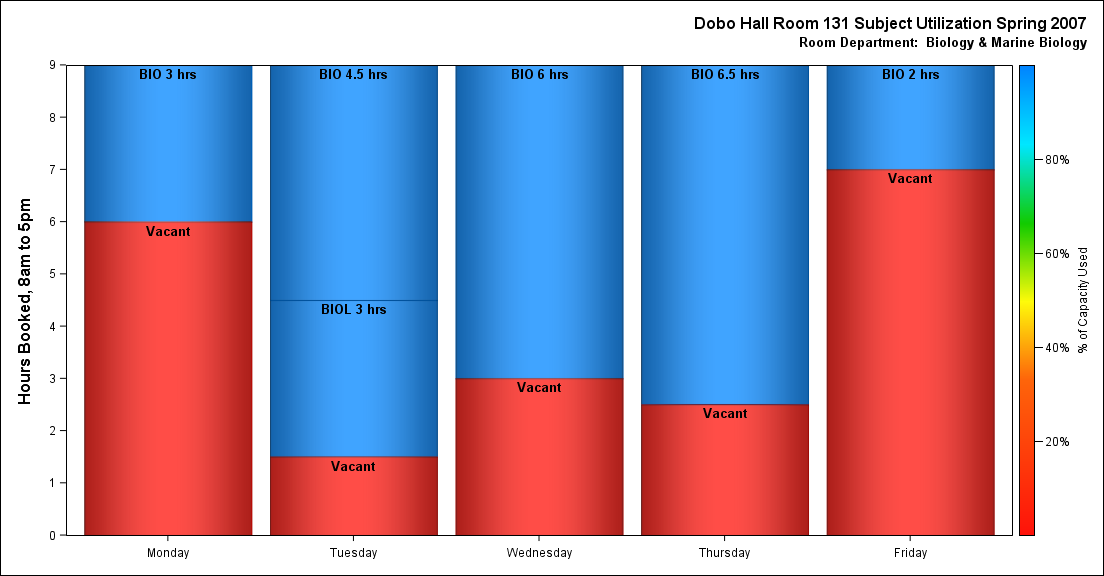 Dobo Hall Room 131 Subject Utilization Spring 2007
Room Department:  Biology & Marine Biology
Hours Booked, 8am to 5pm
9
8
7
6
5
4
3
2
1
0
BIO 3 hrs
Vacant
BIO 4.5 hrs
BIOL 3 hrs
Vacant
BIO 6 hrs
Vacant
BIO 6.5 hrs
Vacant
BIO 2 hrs
Vacant
Monday
Tuesday
Wednesday
Thursday
Friday
80%
60%
40%
20%
% of Capacity Used